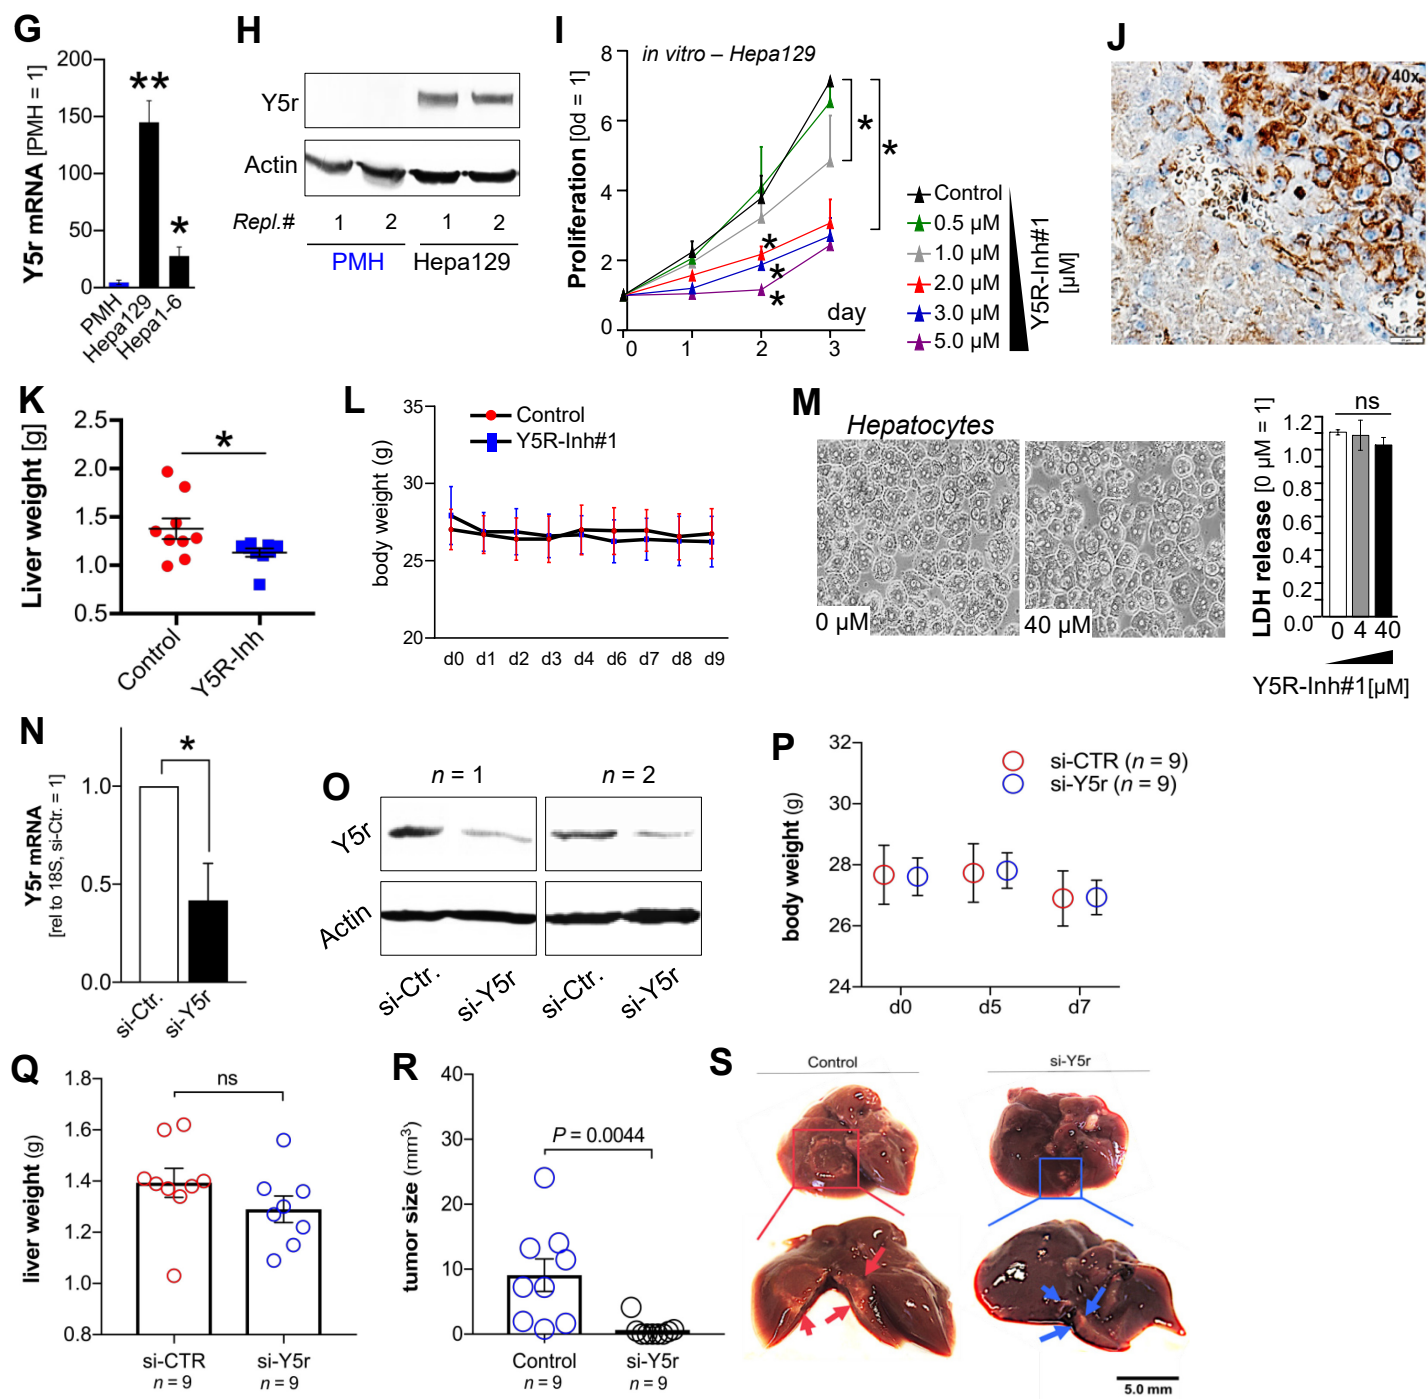 G
Y5r mRNA [PMH = 1]
200
150
100
50
0
**
*
PMH
Hepa129
Hepa1-6
H
Y5r
Actin
Repl.# 1 2 1 2
PMH Hepa129
I
in vitro – Hepa129
Proliferation [0d = 1]
8
6
4
2
0
0 1 2 3
day
*
*
*
*
*
Control
0.5 µM
1.0 µM
2.0 µM
3.0 µM
5.0 µM
Y5R-Inh#1
[µM]
J
40x
K
Liver weight [g]
2.5
2.0
1.5
1.0
0.5
*
Control
Y5R-Inh
L
body weight (g)
35
30
25
20
Control
Y5R-Inh#1
d0 d1 d2 d3 d4 d6 d7 d8 d9
M
Hepatocytes
0 µM
40 µM
LDH release [0 µM = 1]
ns
1.2
1.0
1.2
0.8
0.6
0.4
0.2
0.0
0 4 40
Y5R-Inh#1[µM]
N
Y5r mRNA
[rel to 18S, si-Ctr. = 1]
1.0
0.5
0.0
*
si-Ctr.
si-Y5r
O
n = 1 n = 2
Y5r
Actin
si-Ctr.
si-Y5r
si-Ctr.
si-Y5r
P
body weight (g)
32
30
28
26
24
si-CTR (n = 9)
si-Y5r (n = 9)
d0 d5 d7
Q
liver weight (g)
1.8
1.6
1.4
1.2
1.0
0.8
ns
si-CTR si-Y5r
n = 9 n = 9
R
tumor size (mm³)
40
30
20
10
0
P = 0.0044
Control si-Y5r
n = 9 n = 9
S
Control si-Y5r
5.0 mm